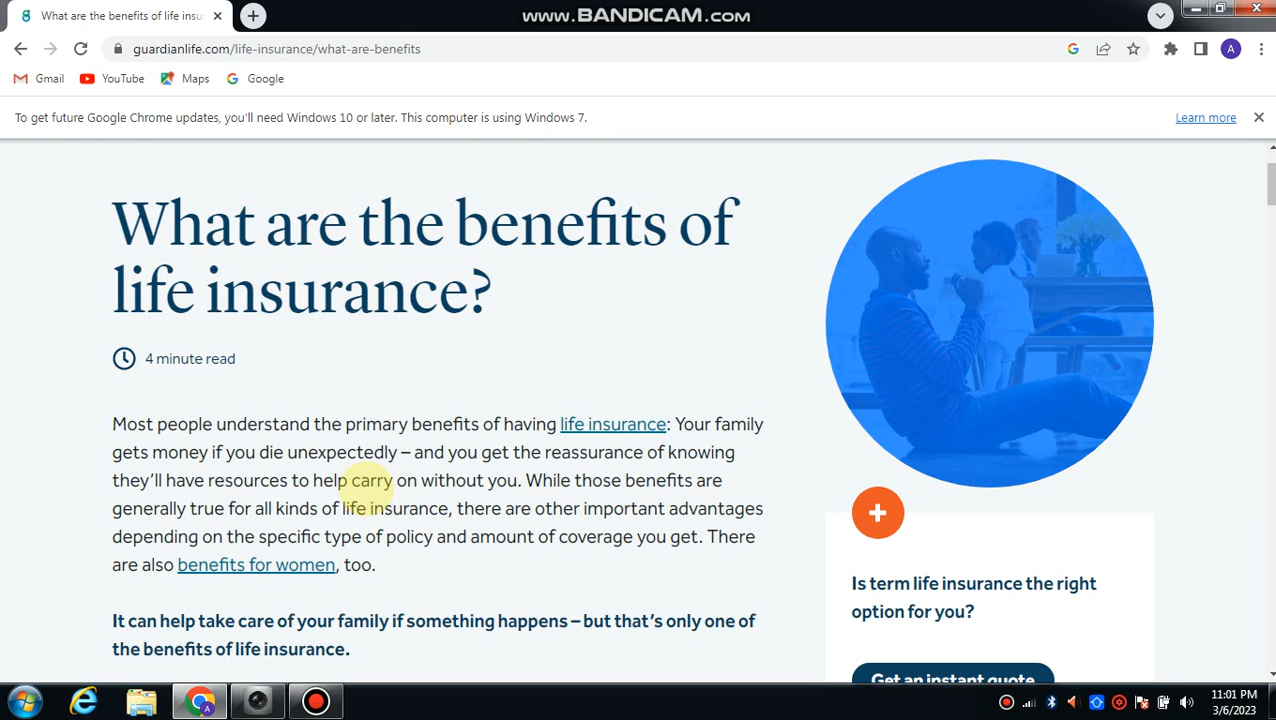 What are the benefits of life insu
www.BANDICAM.com
guardianlife.com/life-insurance/what-are-benefits
A
Gmail
YouTube
Maps
Google
To get future Google Chrome updates, you'll need Windows 10 or later. This computer is using Windows 7.
Learn more
What are the benefits of
life insurance?
4 minute read
Most people understand the primary benefits of having life insurance: Your family
gets money if you die unexpectedly – and you get the reassurance of knowing
they’ll have resources to help carry on without you. While those benefits are
generally true for all kinds of life insurance, there are other important advantages
depending on the specific type of policy and amount of coverage you get. There
are also benefits for women, too.
It can help take care of your family if something happens – but that’s only one of
the benefits of life insurance.
Is term life insurance the right
option for you?
Get an instant quote
A
11:01 PM
3/6/2023